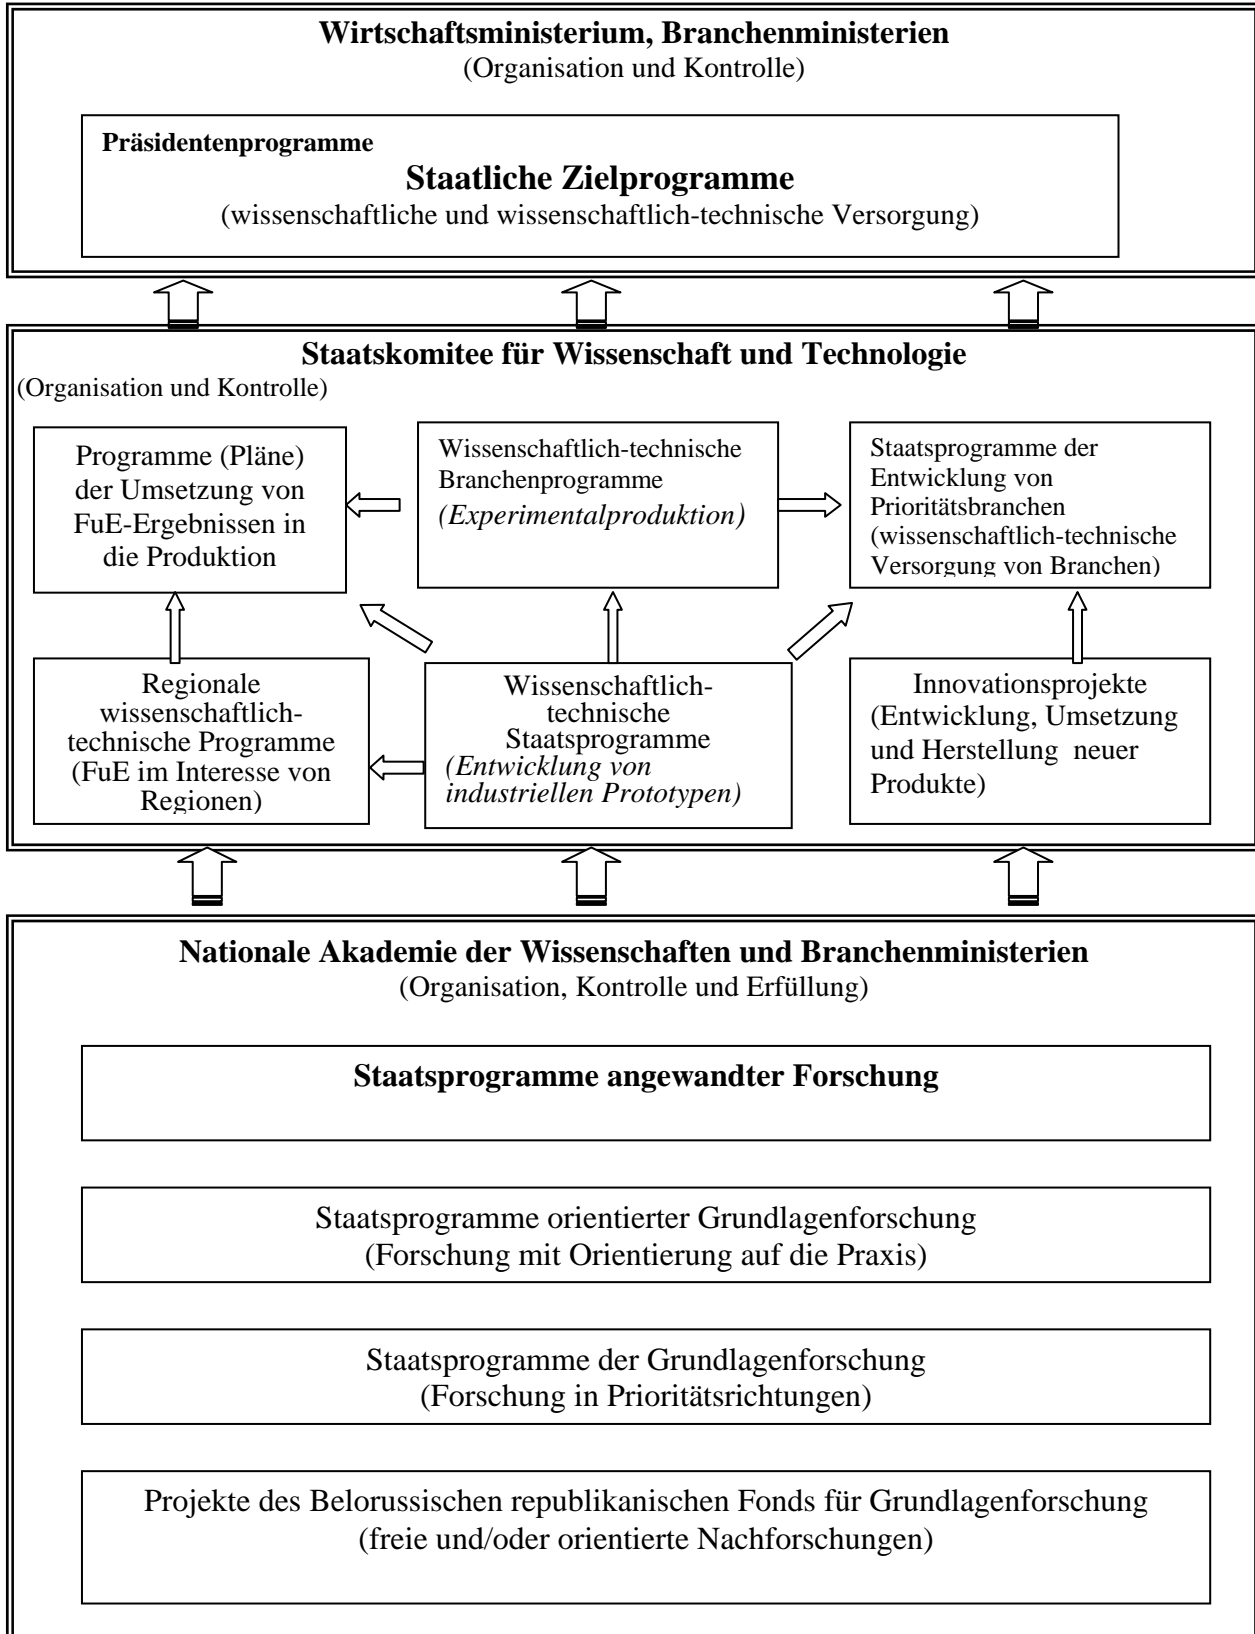 Wirtschaftsministerium, Branchenministerien
(Organisation und Kontrolle)
Präsidentenprogramme
Staatliche Zielprogramme
(wissenschaftliche und wissenschaftlich-technische Versorgung)
Staatskomitee für Wissenschaft und Technologie
(Organisation und Kontrolle)
Programme (Pläne)
der Umsetzung von
FuE-Ergebnissen in
die Produktion
Wissenschaftlich-technische
Branchenprogramme
(Experimentalproduktion)
Staatsprogramme der
Entwicklung von
Prioritätsbranchen
(wissenschaftlich-technische
Versorgung von Branchen)
Regionale
wissenschaftlich-
technische Programme
(FuE im Interesse von
Regionen)
Wissenschaftlich-
technische
Staatsprogramme
(Entwicklung von
industriellen Prototypen)
Innovationsprojekte
(Entwicklung, Umsetzung
und Herstellung neuer
Produkte)
Nationale Akademie der Wissenschaften und Branchenministerien
(Organisation, Kontrolle und Erfüllung)
Staatsprogramme angewandter Forschung
Staatsprogramme orientierter Grundlagenforschung
(Forschung mit Orientierung auf die Praxis)
Staatsprogramme der Grundlagenforschung
(Forschung in Prioritätsrichtungen)
Projekte des Belorussischen republikanischen Fonds für Grundlagenforschung
(freie und/oder orientierte Nachforschungen)